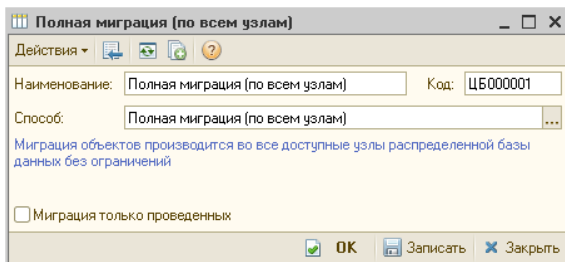 Полная миграция (по всем узлам)
Действия
Наименование: Полная миграция (по всем узлам) Код: ЦБ000001
Способ: Полная миграция (по всем узлам) ...
Миграция объектов производится во все доступные узлы распределенной базы
данных без ограничений
Миграция только проведенных
OK Записать Закрыть